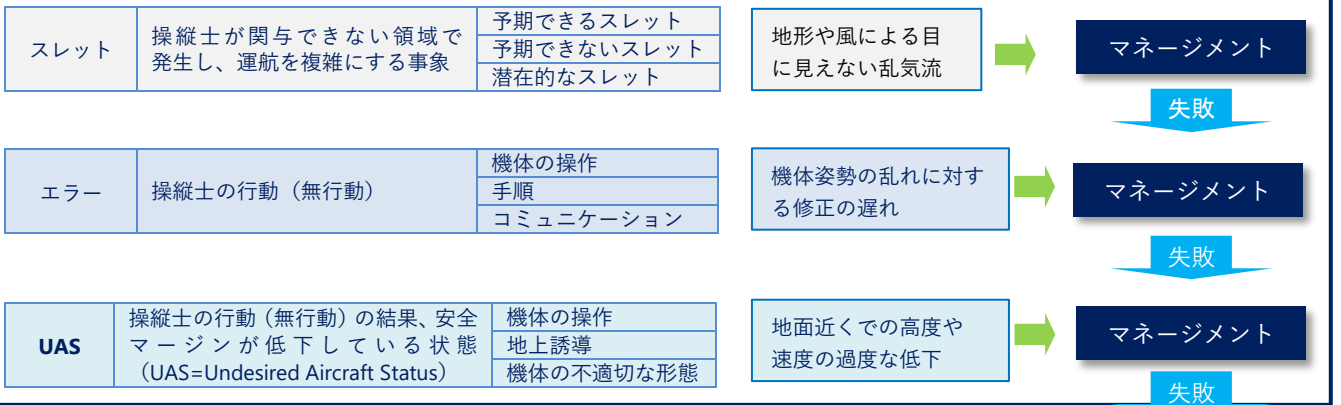 スレット
操縦士が関与できない領域で
発生し、運航を複雑にする事象
予期できるスレット
予期できないスレット
潜在的なスレット
地形や風による目
に見えない乱気流
マネージメント
失敗
エラー
操縦士の行動（無行動）
機体の操作
手順
コミュニケーション
機体姿勢の乱れに対す
る修正の遅れ
マネージメント
失敗
UAS
操縦士の行動（無行動）の結果、安全
マージンが低下している状態
（UAS=Undesired Aircraft Status）
機体の操作
地上誘導
機体の不適切な形態
地面近くでの高度や
速度の過度な低下
マネージメント
失敗